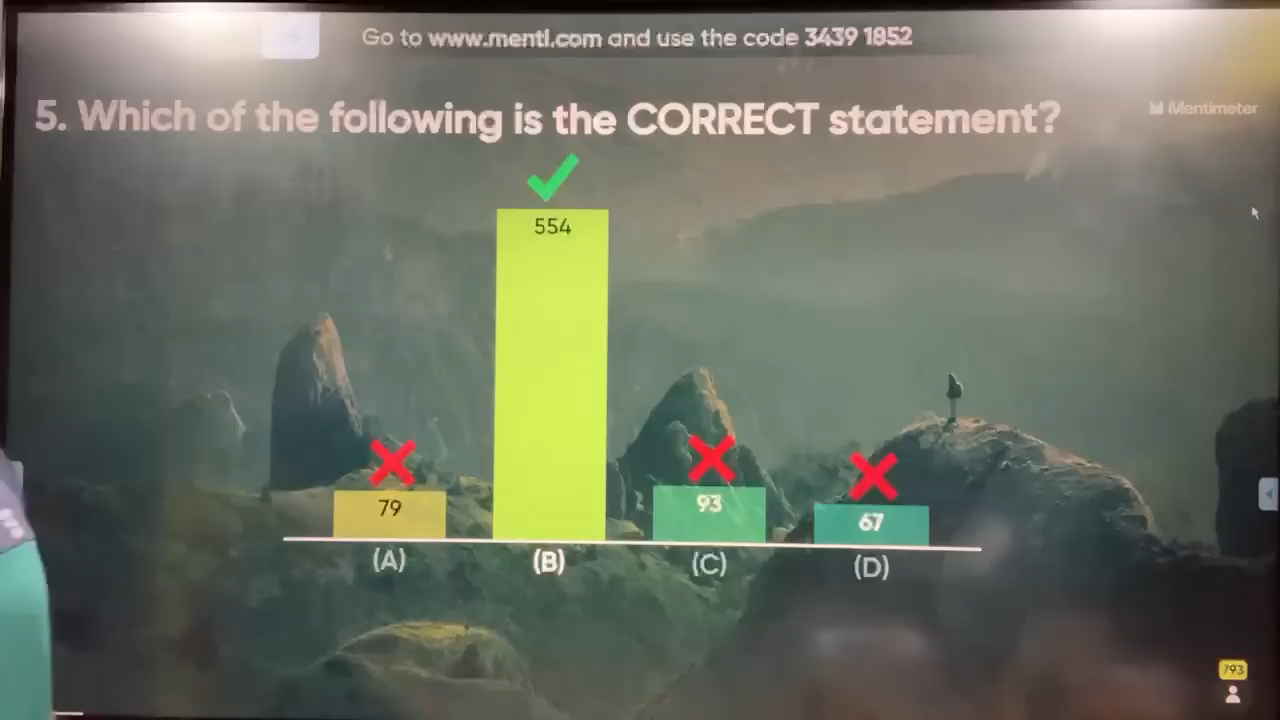 Go to www.menti.com and use the code 3439 1852
5. Which of the following is the CORRECT statement?
Mentimeter
554
79
93
67
(A)
(B)
(C)
(D)
793